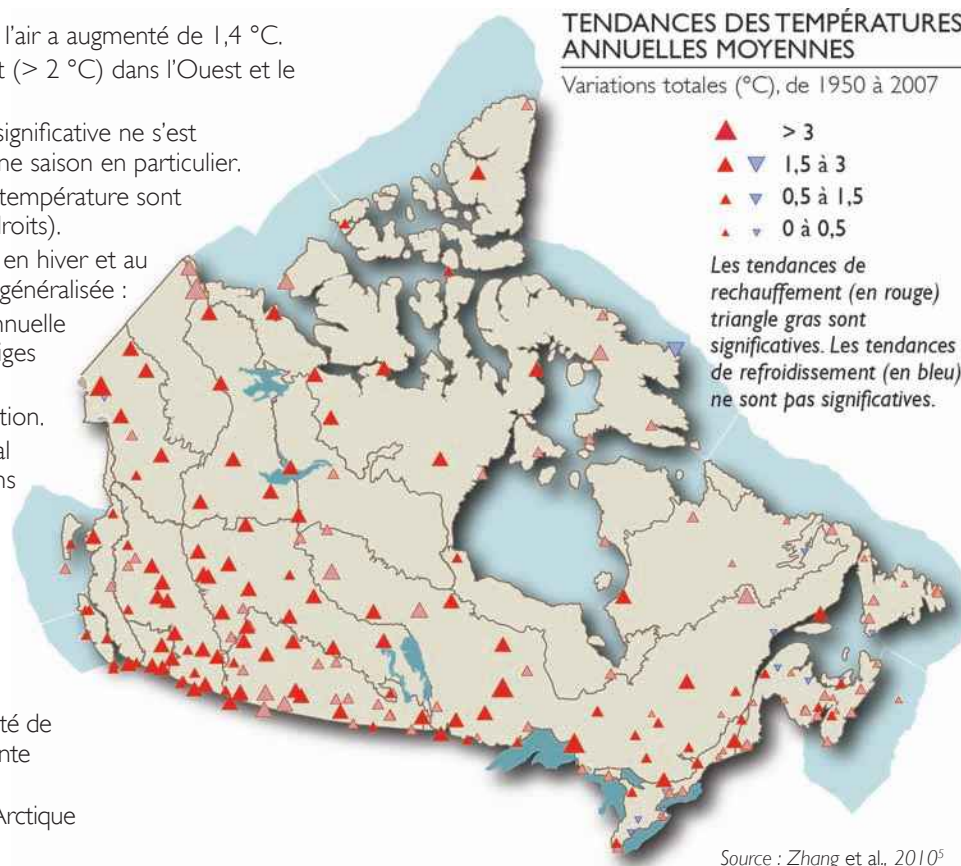 l'air a augmenté de 1,4 °C.
t (> 2 °C) dans l'Ouest et le
significative ne s'est
ne saison en particulier.
température sont
droits).
en hiver et au
généralisée :
nnuelle
iges
tion.
al
ns
té de
nte
Arctique
TENDANCES DES TEMPÉRATURES
ANNUELLES MOYENNES
Variations totales (°C), de 1950 à 2007
> 3
1,5 à 3
0,5 à 1,5
0 à 0,5
Les tendances de
rechauffement (en rouge)
triangle gras sont
significatives. Les tendances
de refroidissement (en bleu)
ne sont pas significatives.
Source : Zhang et al., 2010⁵